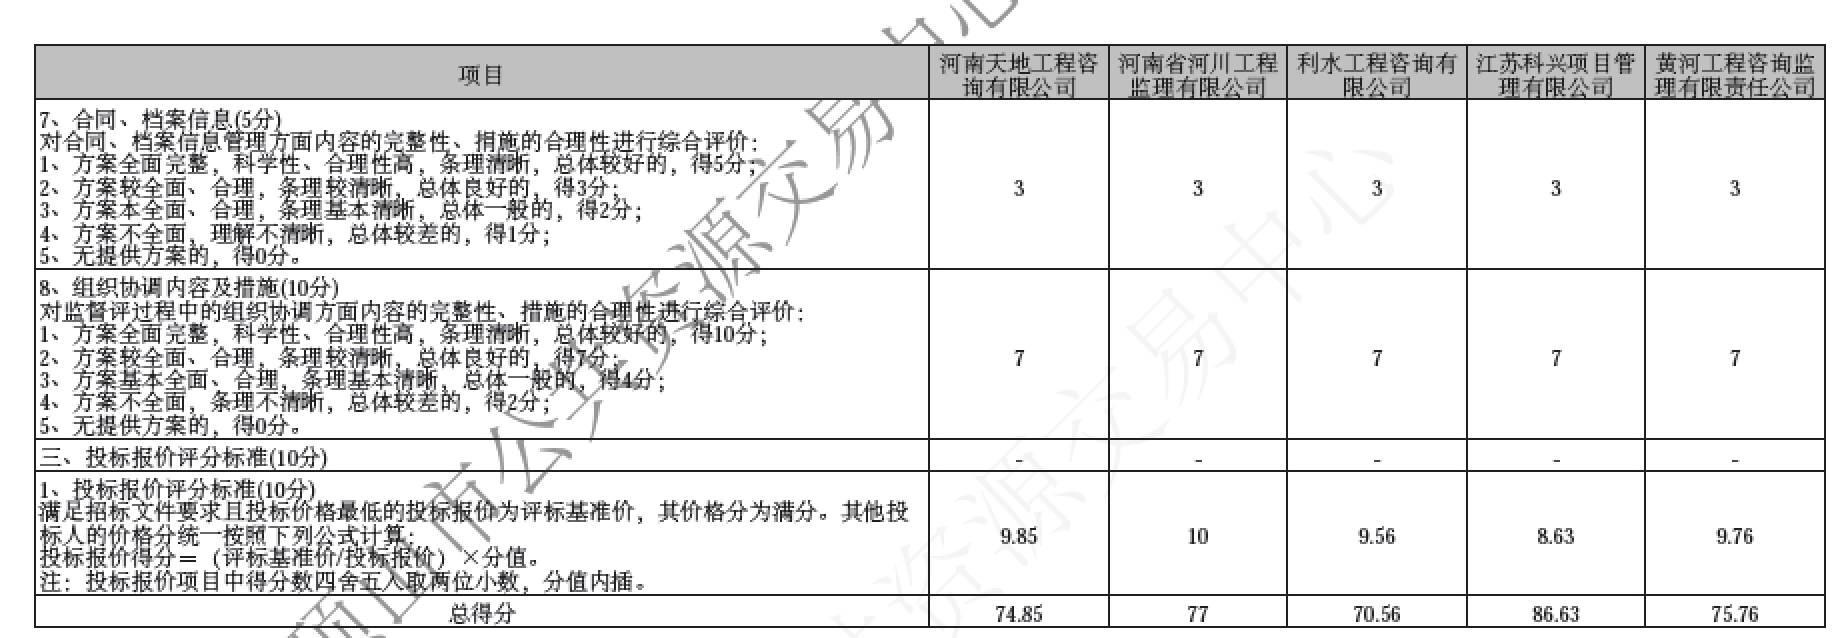 项目
河南天地工程咨
询有限公司
河南省河川工程
监理有限公司
利水工程咨询有
限公司
江苏科兴项目管
理有限公司
黄河工程咨询监
理有限责任公司
7、合同、档案信息(5分)
对合同、档案信息管理方面内容的完整性、措施的合理性进行综合评价：
1、方案全面完整，科学性、合理性高，条理清晰，总体较好的，得5分；
2、方案较全面、合理，条理较清晰，总体良好的，得3分；
3、方案本全面、合理，条理基本清晰，总体一般的，得2分；
4、方案不全面，理解不清晰，总体较差的，得1分；
5、无提供方案的，得0分。
3
3
3
3
3
8、组织协调内容及措施(10分)
对监督评过程中的组织协调方面内容的完整性、措施的合理性进行综合评价：
1、方案全面完整，科学性、合理性高，条理清晰，总体较好的，得10分；
2、方案较全面、合理，条理较清晰，总体良好的，得7分；
3、方案基本全面、合理，条理基本清晰，总体一般的，得4分；
4、方案不全面，条理不清晰，总体较差的，得2分；
5、无提供方案的，得0分。
7
7
7
7
7
三、投标报价评分标准(10分)
-
-
-
-
-
1、投标报价评分标准(10分)
满足招标文件要求且投标价格最低的投标报价为评标基准价，其价格分为满分。其他投
标人的价格分统一按照下列公式计算：
投标报价得分＝（评标基准价/投标报价）×分值。
注：投标报价项目中得分数四舍五入取两位小数，分值内插。
9.85
10
9.56
8.63
9.76
总得分
74.85
77
70.56
86.63
75.76
项山市公共资源交易中心
资源交易中心